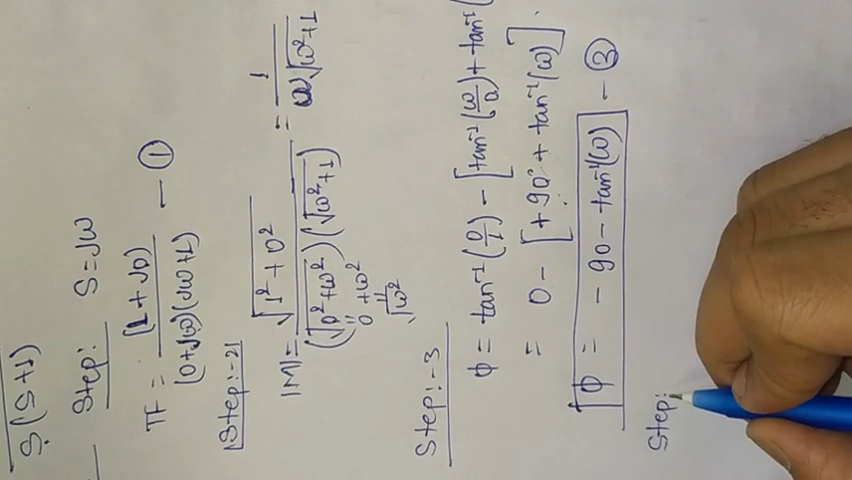 S(S+1)
Step: S=jω
TF = (1+j0) / (0+jω)(jω+1) — ①
Step:-2
|M| = √1²+0² / (√0²+ω²)(√ω²+1) = 1 / ω√ω²+1
0+ω²
√ω²
Step:-3
ϕ = tan⁻¹(0/1) - [tan⁻¹(ω/0) + tan⁻¹(
= 0 - [+90° + tan⁻¹(ω)].
ϕ = -90 - tan⁻¹(ω) — ③
Step: